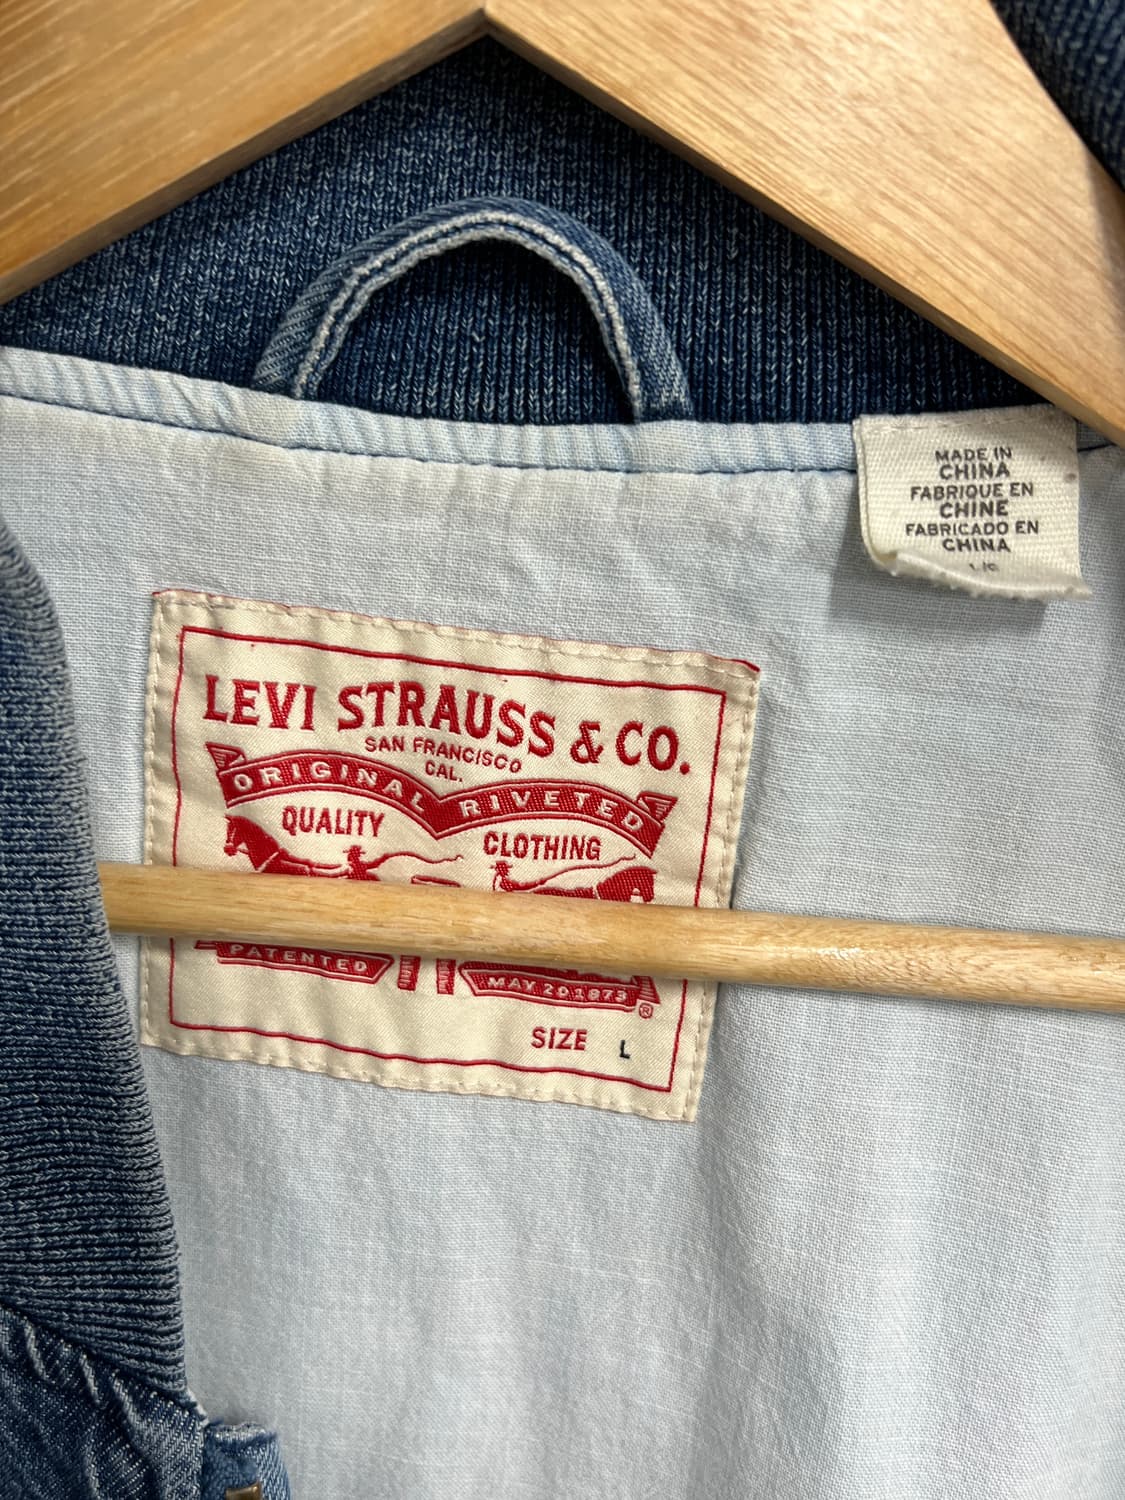 MADE IN
CHINA
FABRIQUE EN
CHINE
FABRICADO EN
CHINA
LEVI STRAUSS & CO.
SAN FRANCISCO
CAL.
ORIGINAL RIVETED
QUALITY CLOTHING
PATENTED MAY 20 1873
®
SIZE L